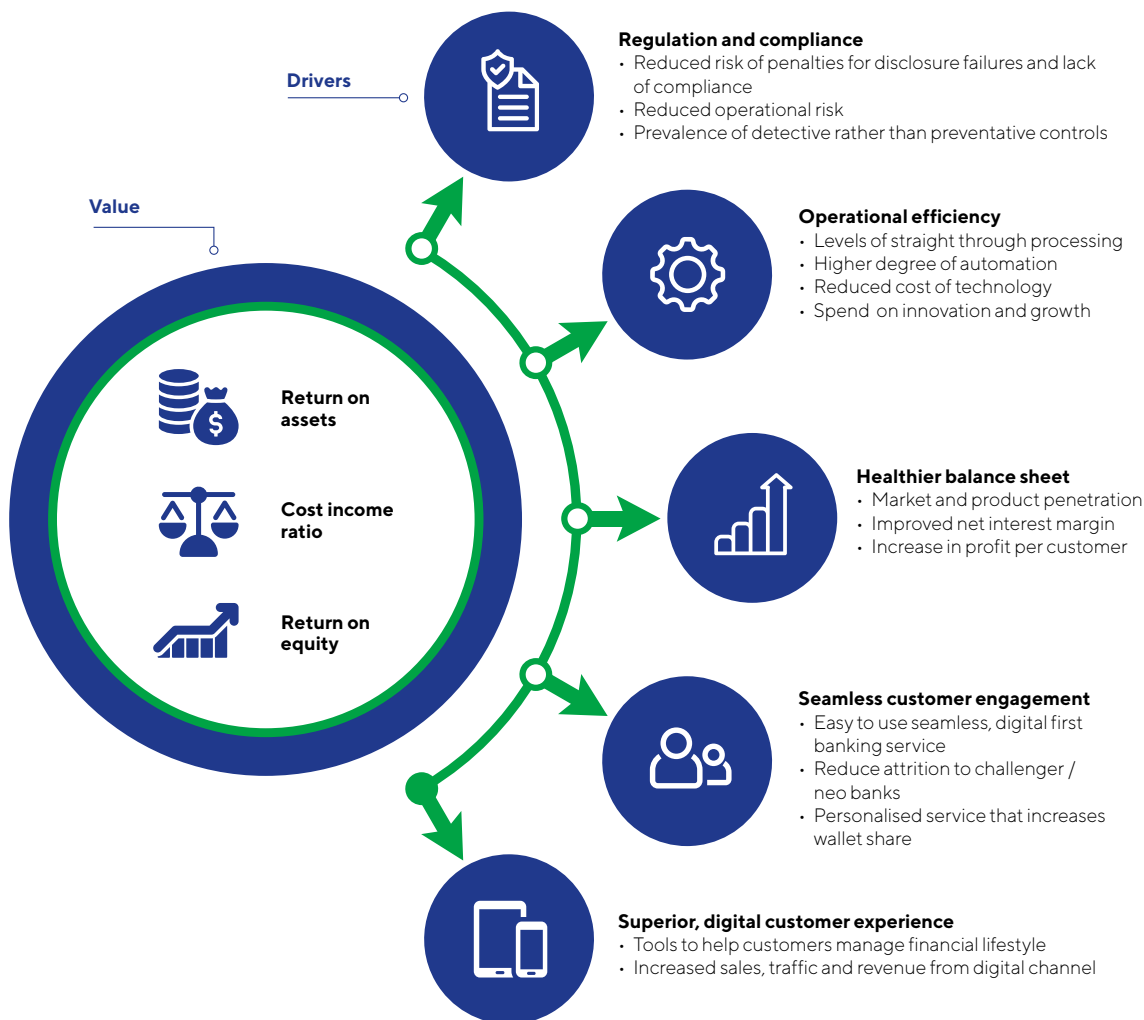 Drivers
Regulation and compliance
• Reduced risk of penalties for disclosure failures and lack
of compliance
• Reduced operational risk
• Prevalence of detective rather than preventative controls
Value
Operational efficiency
• Levels of straight through processing
• Higher degree of automation
• Reduced cost of technology
• Spend on innovation and growth
$
Return on
assets
Cost income
ratio
Return on
equity
Healthier balance sheet
• Market and product penetration
• Improved net interest margin
• Increase in profit per customer
Seamless customer engagement
• Easy to use seamless, digital first
banking service
• Reduce attrition to challenger /
neo banks
• Personalised service that increases
wallet share
Superior, digital customer experience
• Tools to help customers manage financial lifestyle
• Increased sales, traffic and revenue from digital channel